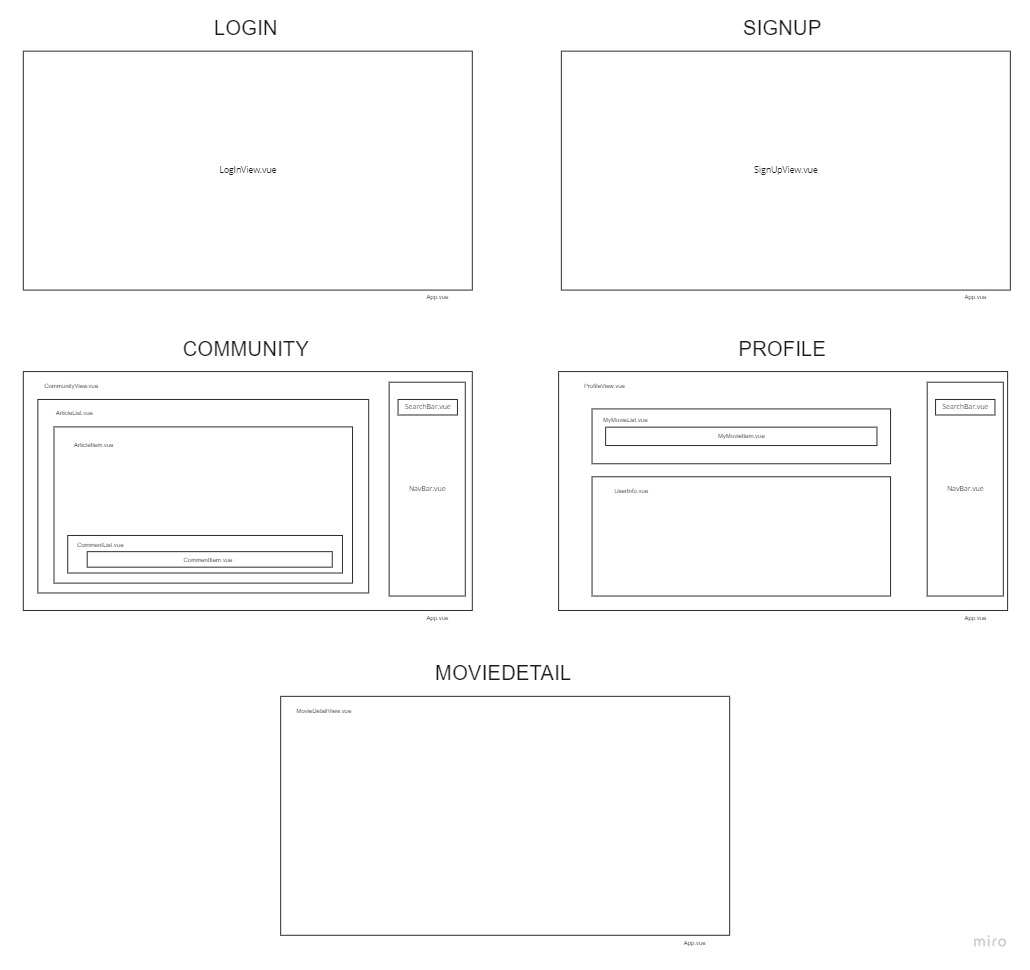 LOGIN
SIGNUP
LogInView.vue
SignUpView.vue
App.vue
App.vue
COMMUNITY
PROFILE
CommunityView.vue
ArticleList.vue
ArticleItem.vue
CommentList.vue
CommentItem.vue
SearchBar.vue
NavBar.vue
App.vue
ProfileView.vue
MyMovieList.vue
MyMovieItem.vue
UserInfo.vue
SearchBar.vue
NavBar.vue
App.vue
MOVIEDETAIL
MovieDetailView.vue
App.vue
miro